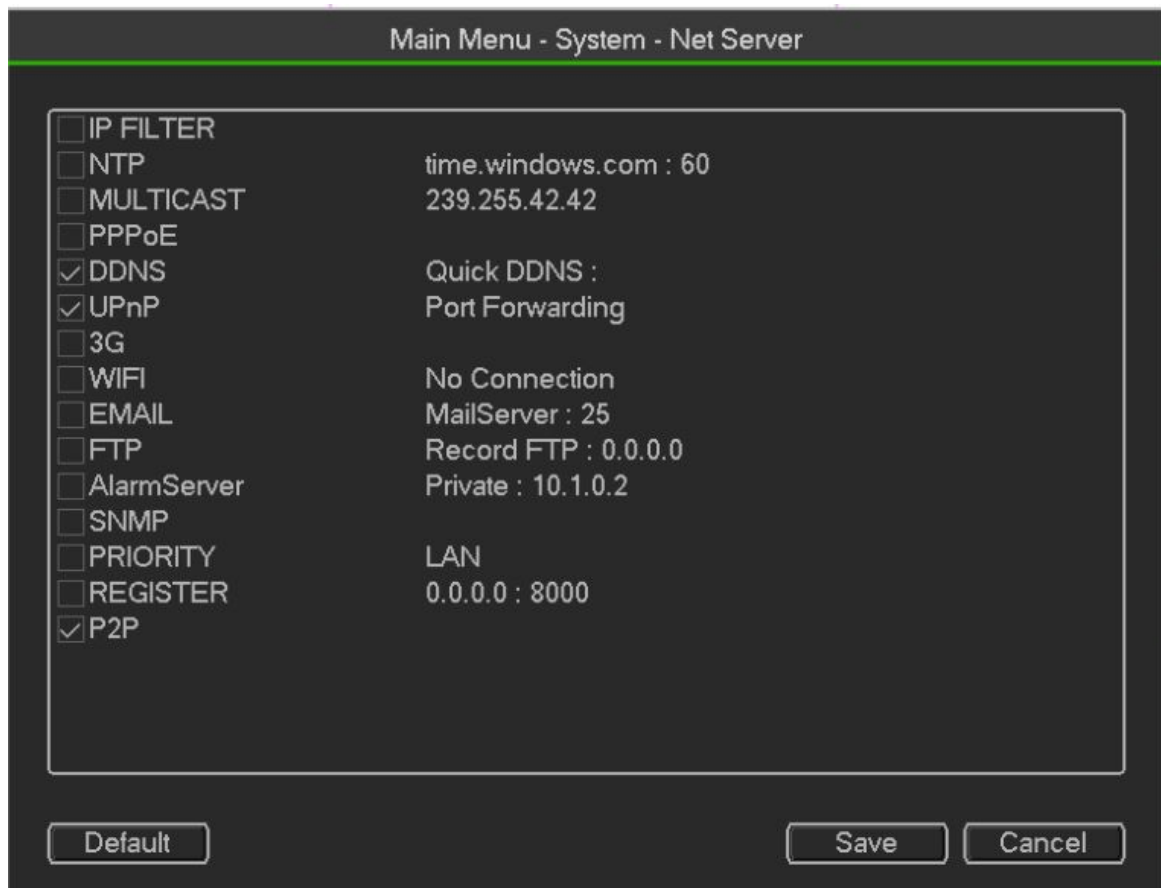 Main Menu - System - Net Server
IP FILTER
NTP time.windows.com : 60
MULTICAST 239.255.42.42
PPPoE
DDNS Quick DDNS :
UPnP Port Forwarding
3G
WIFI No Connection
EMAIL MailServer : 25
FTP Record FTP : 0.0.0.0
AlarmServer Private : 10.1.0.2
SNMP
PRIORITY LAN
REGISTER 0.0.0.0 : 8000
P2P
Default Save Cancel